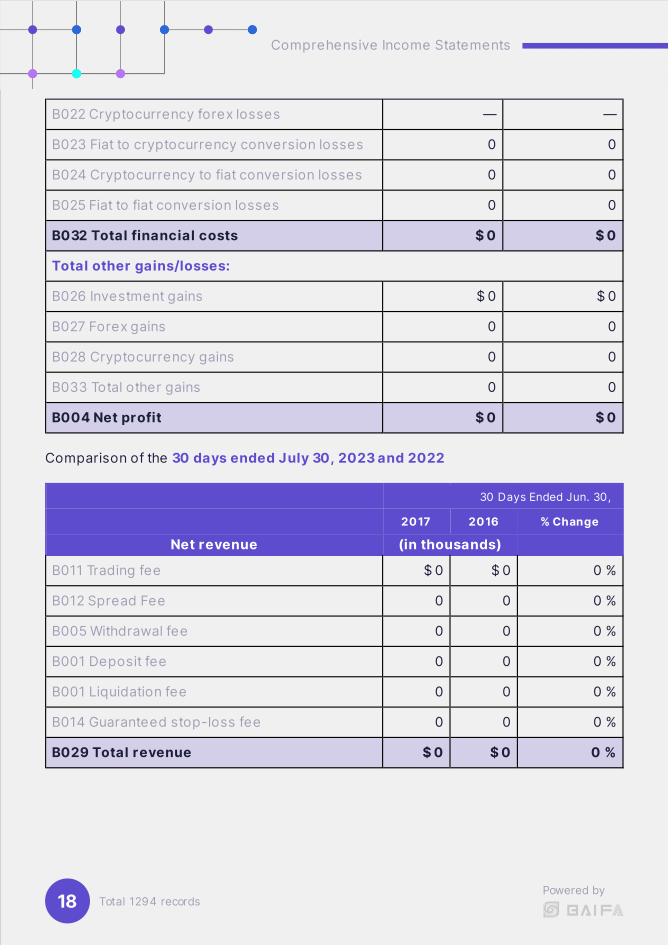 Comprehensive Income Statements
B022 Cryptocurrency forex losses — —
B023 Fiat to cryptocurrency conversion losses 0 0
B024 Cryptocurrency to fiat conversion losses 0 0
B025 Fiat to fiat conversion losses 0 0
B032 Total financial costs $ 0 $ 0
Total other gains/losses:
B026 Investment gains $ 0 $ 0
B027 Forex gains 0 0
B028 Cryptocurrency gains 0 0
B033 Total other gains 0 0
B004 Net profit $ 0 $ 0
Comparison of the 30 days ended July 30, 2023 and 2022
30 Days Ended Jun. 30,
2017 2016 % Change
Net revenue (in thousands)
B011 Trading fee $ 0 $ 0 0 %
B012 Spread Fee 0 0 0 %
B005 Withdrawal fee 0 0 0 %
B001 Deposit fee 0 0 0 %
B001 Liquidation fee 0 0 0 %
B014 Guaranteed stop-loss fee 0 0 0 %
B029 Total revenue $ 0 $ 0 0 %
18 Total 1294 records
Powered by
BAIFA